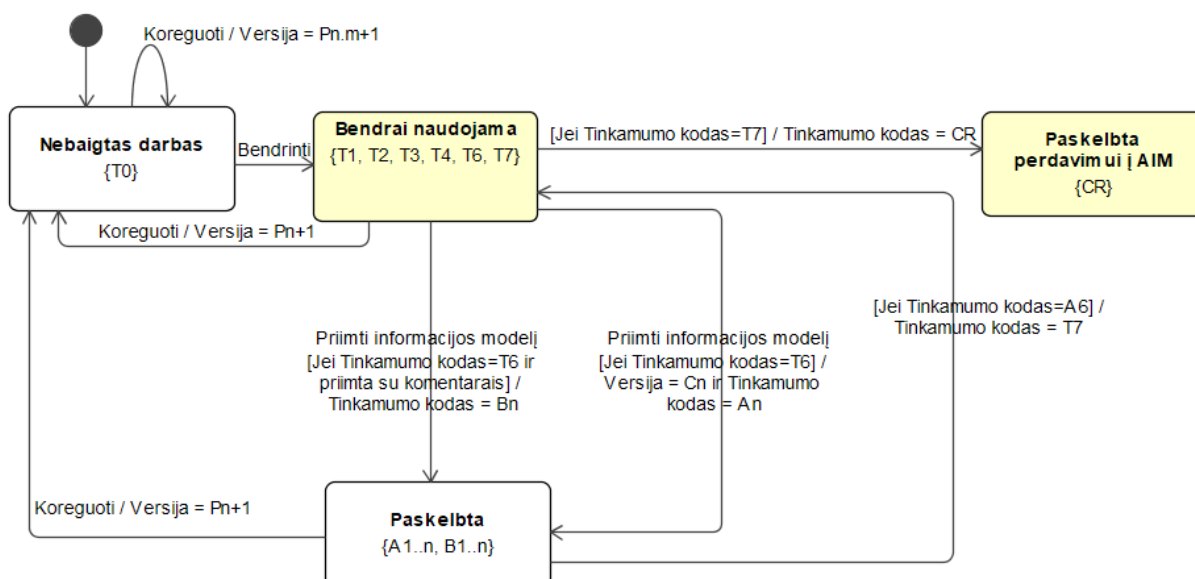 Koreguoti / Versija = Pn.m+1
Nebaigtas darbas
{T0}
Bendrinti
Bendrai naudojama
{T1, T2, T3, T4, T6, T7}
[Jei Tinkamumo kodas=T7] / Tinkamumo kodas = CR
Paskelbta
perdavimui į AIM
{CR}
Koreguoti / Versija = Pn+1
Priimti informacijos modelį
[Jei Tinkamumo kodas=T6 ir
priimta su komentarais] /
Tinkamumo kodas = Bn
Priimti informacijos modelį
[Jei Tinkamumo kodas=T6] /
Versija = Cn ir Tinkamumo
kodas = An
[Jei Tinkamumo kodas=A6] /
Tinkamumo kodas = T7
Koreguoti / Versija = Pn+1
Paskelbta
{A1..n, B1..n}